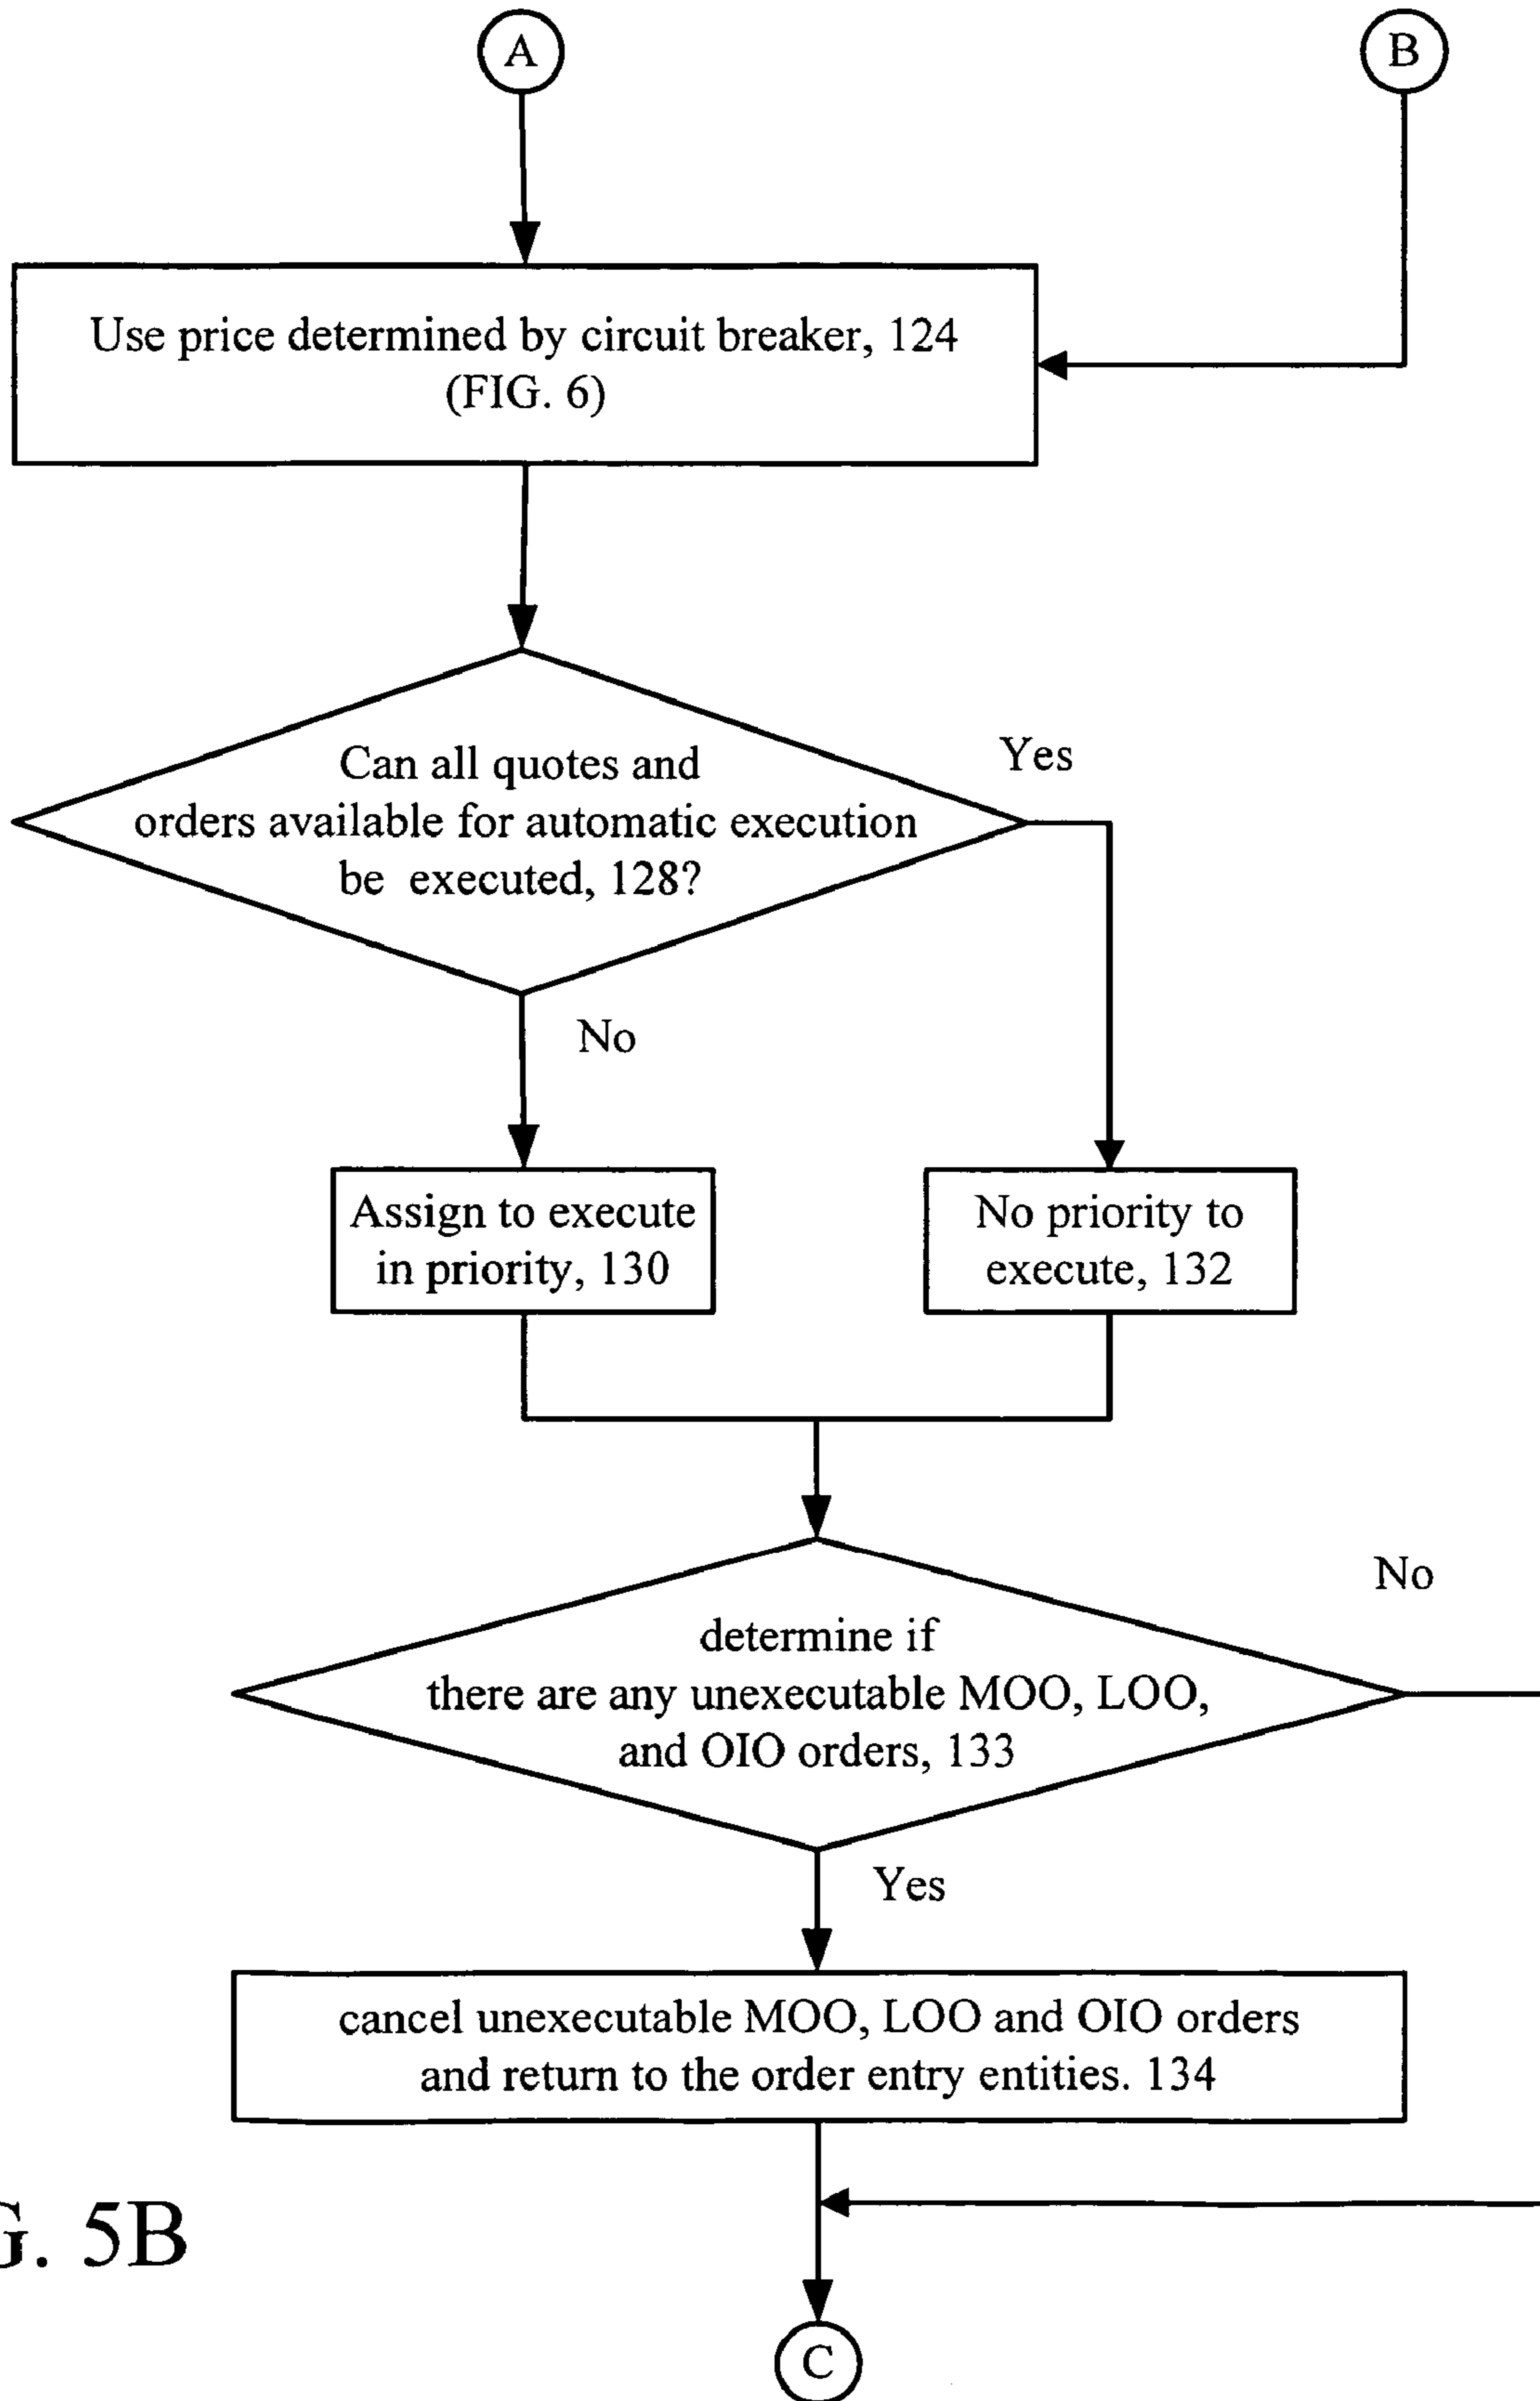 A
B
Use price determined by circuit breaker, 124
(FIG. 6)
Can all quotes and
orders available for automatic execution
be executed, 128?
Yes
No
Assign to execute
in priority, 130
No priority to
execute, 132
No
determine if
there are any unexecutable MOO, LOO,
and OIO orders, 133
Yes
cancel unexecutable MOO, LOO and OIO orders
and return to the order entry entities. 134
G. 5B
C